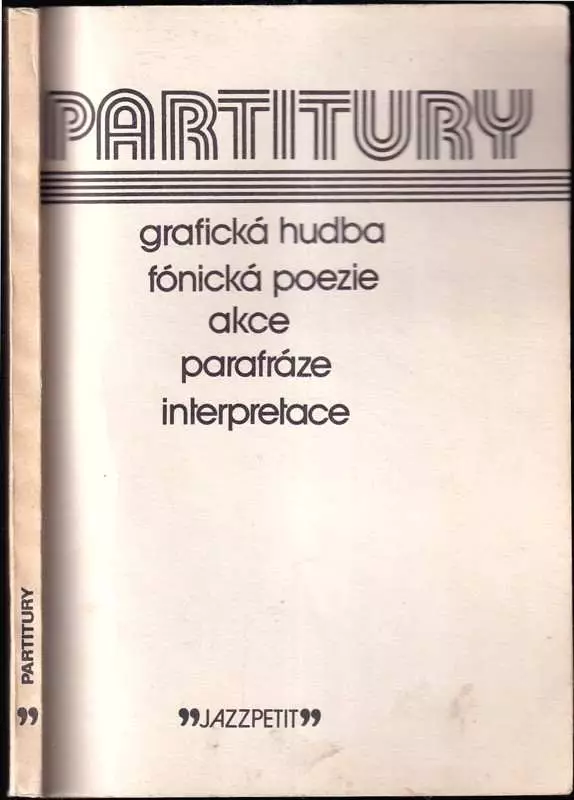 PARTITURY
grafická hudba
fónická poezie
akce
parafráze
interpretace
❜❜JAZZPETIT❜❜
PARTITURY
❜❜